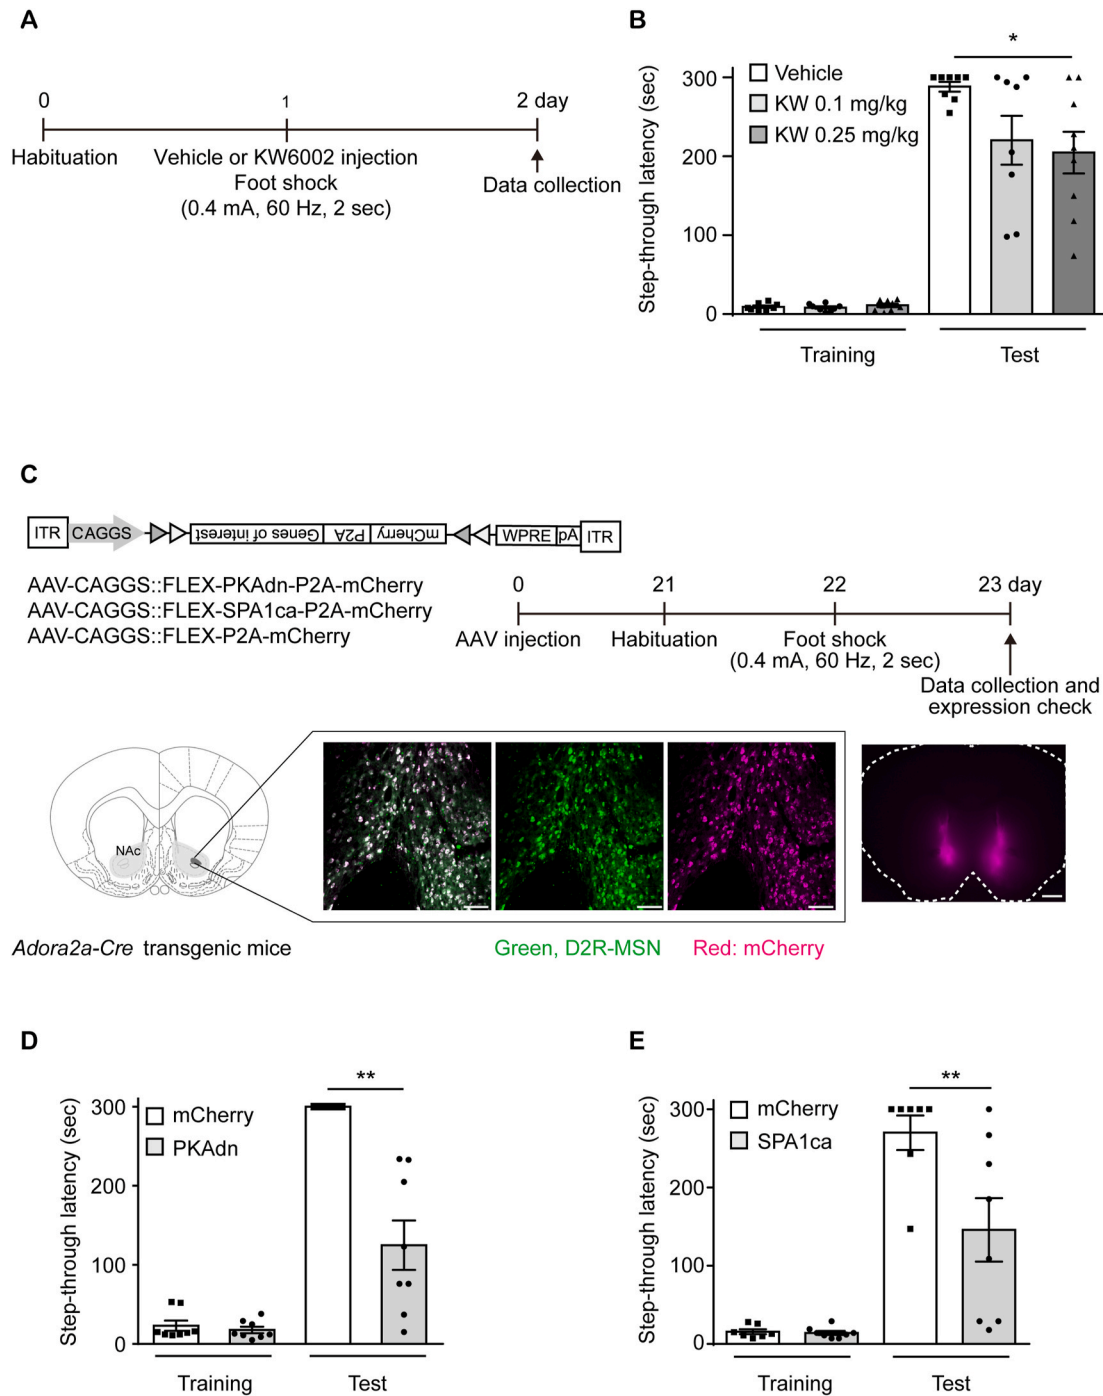 A
0
1
2 day
Habituation
Vehicle or KW6002 injection
Foot shock
(0.4 mA, 60 Hz, 2 sec)
Data collection
B
*
Step-through latency (sec)
300
200
100
0
Vehicle
KW 0.1 mg/kg
KW 0.25 mg/kg
Training
Test
C
ITR
CAGGS
Genes of interest
P2A
mCherry
WPRE
pA
ITR
AAV-CAGGS::FLEX-PKAdn-P2A-mCherry
AAV-CAGGS::FLEX-SPA1ca-P2A-mCherry
AAV-CAGGS::FLEX-P2A-mCherry
0
21
22
23 day
AAV injection
Habituation
Foot shock
(0.4 mA, 60 Hz, 2 sec)
Data collection and
expression check
NAc
Adora2a-Cre transgenic mice
Green, D2R-MSN
Red: mCherry
D
**
Step-through latency (sec)
300
200
100
0
mCherry
PKAdn
Training
Test
E
**
Step-through latency (sec)
300
200
100
0
mCherry
SPA1ca
Training
Test